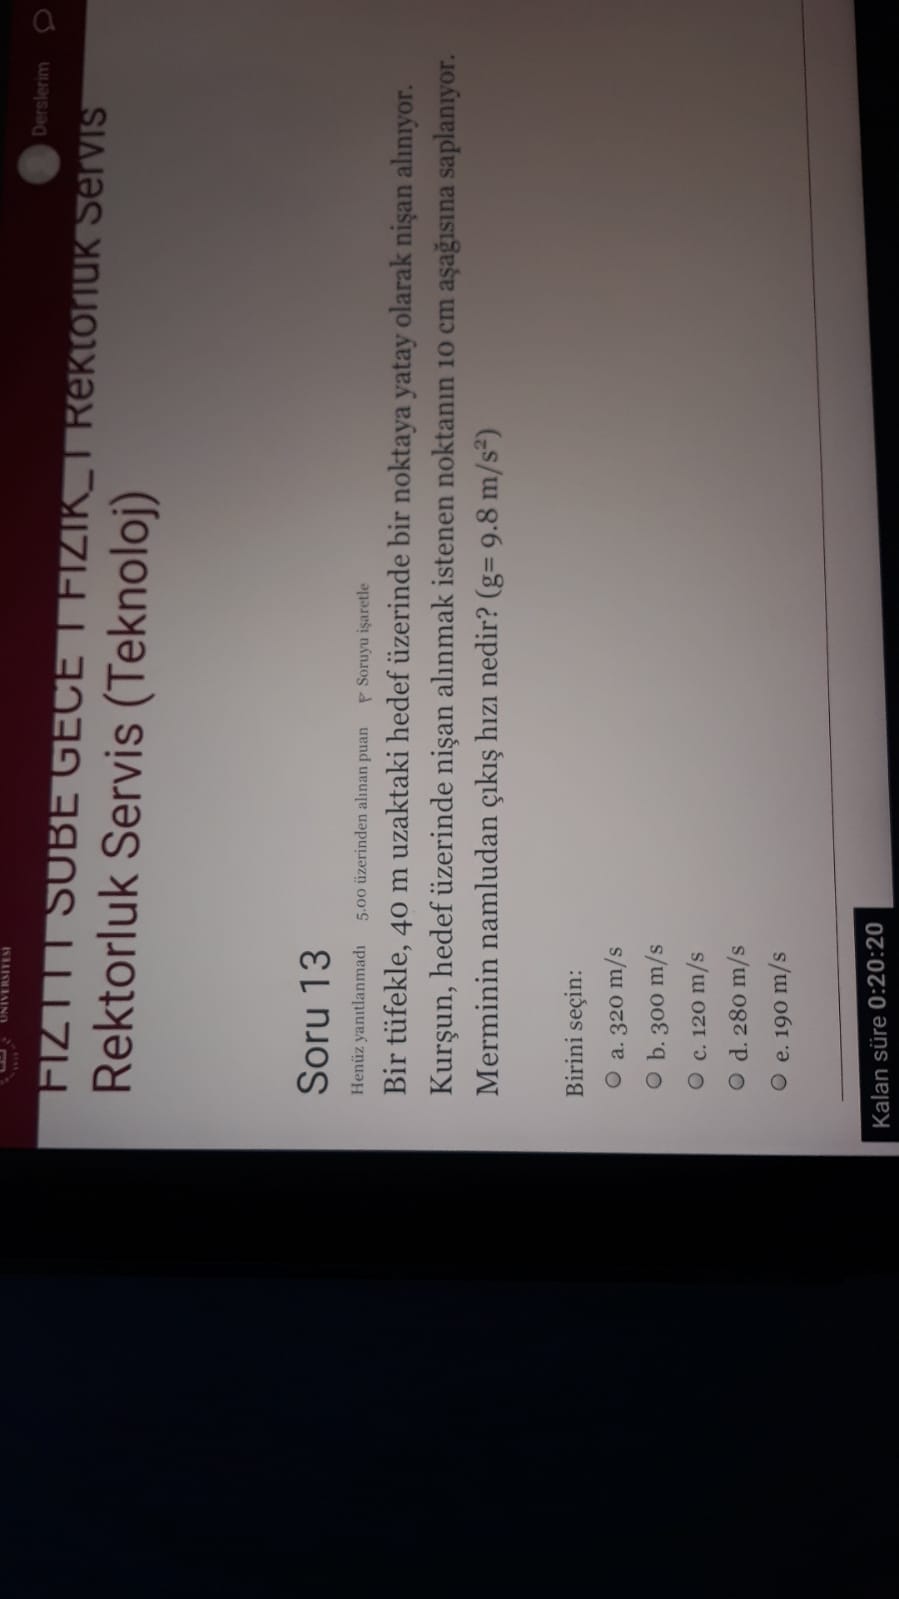 ÜNİVERSİTESİ
Derslerim
FIZ111 SUBE GECE 1 FIZIK_1 Rektorluk Servis
Rektorluk Servis (Teknoloj)
Soru 13
Henüz yanıtlanmadı 5.00 üzerinden alınan puan Soruyu işaretle
Bir tüfekle, 40 m uzaktaki hedef üzerinde bir noktaya yatay olarak nişan alınıyor.
Kurşun, hedef üzerinde nişan alınmak istenen noktanın 10 cm aşağısına saplanıyor.
Merminin namludan çıkış hızı nedir? (g= 9.8 m/s²)
Birini seçin:
a. 320 m/s
b. 300 m/s
c. 120 m/s
d. 280 m/s
e. 190 m/s
Kalan süre 0:20:20